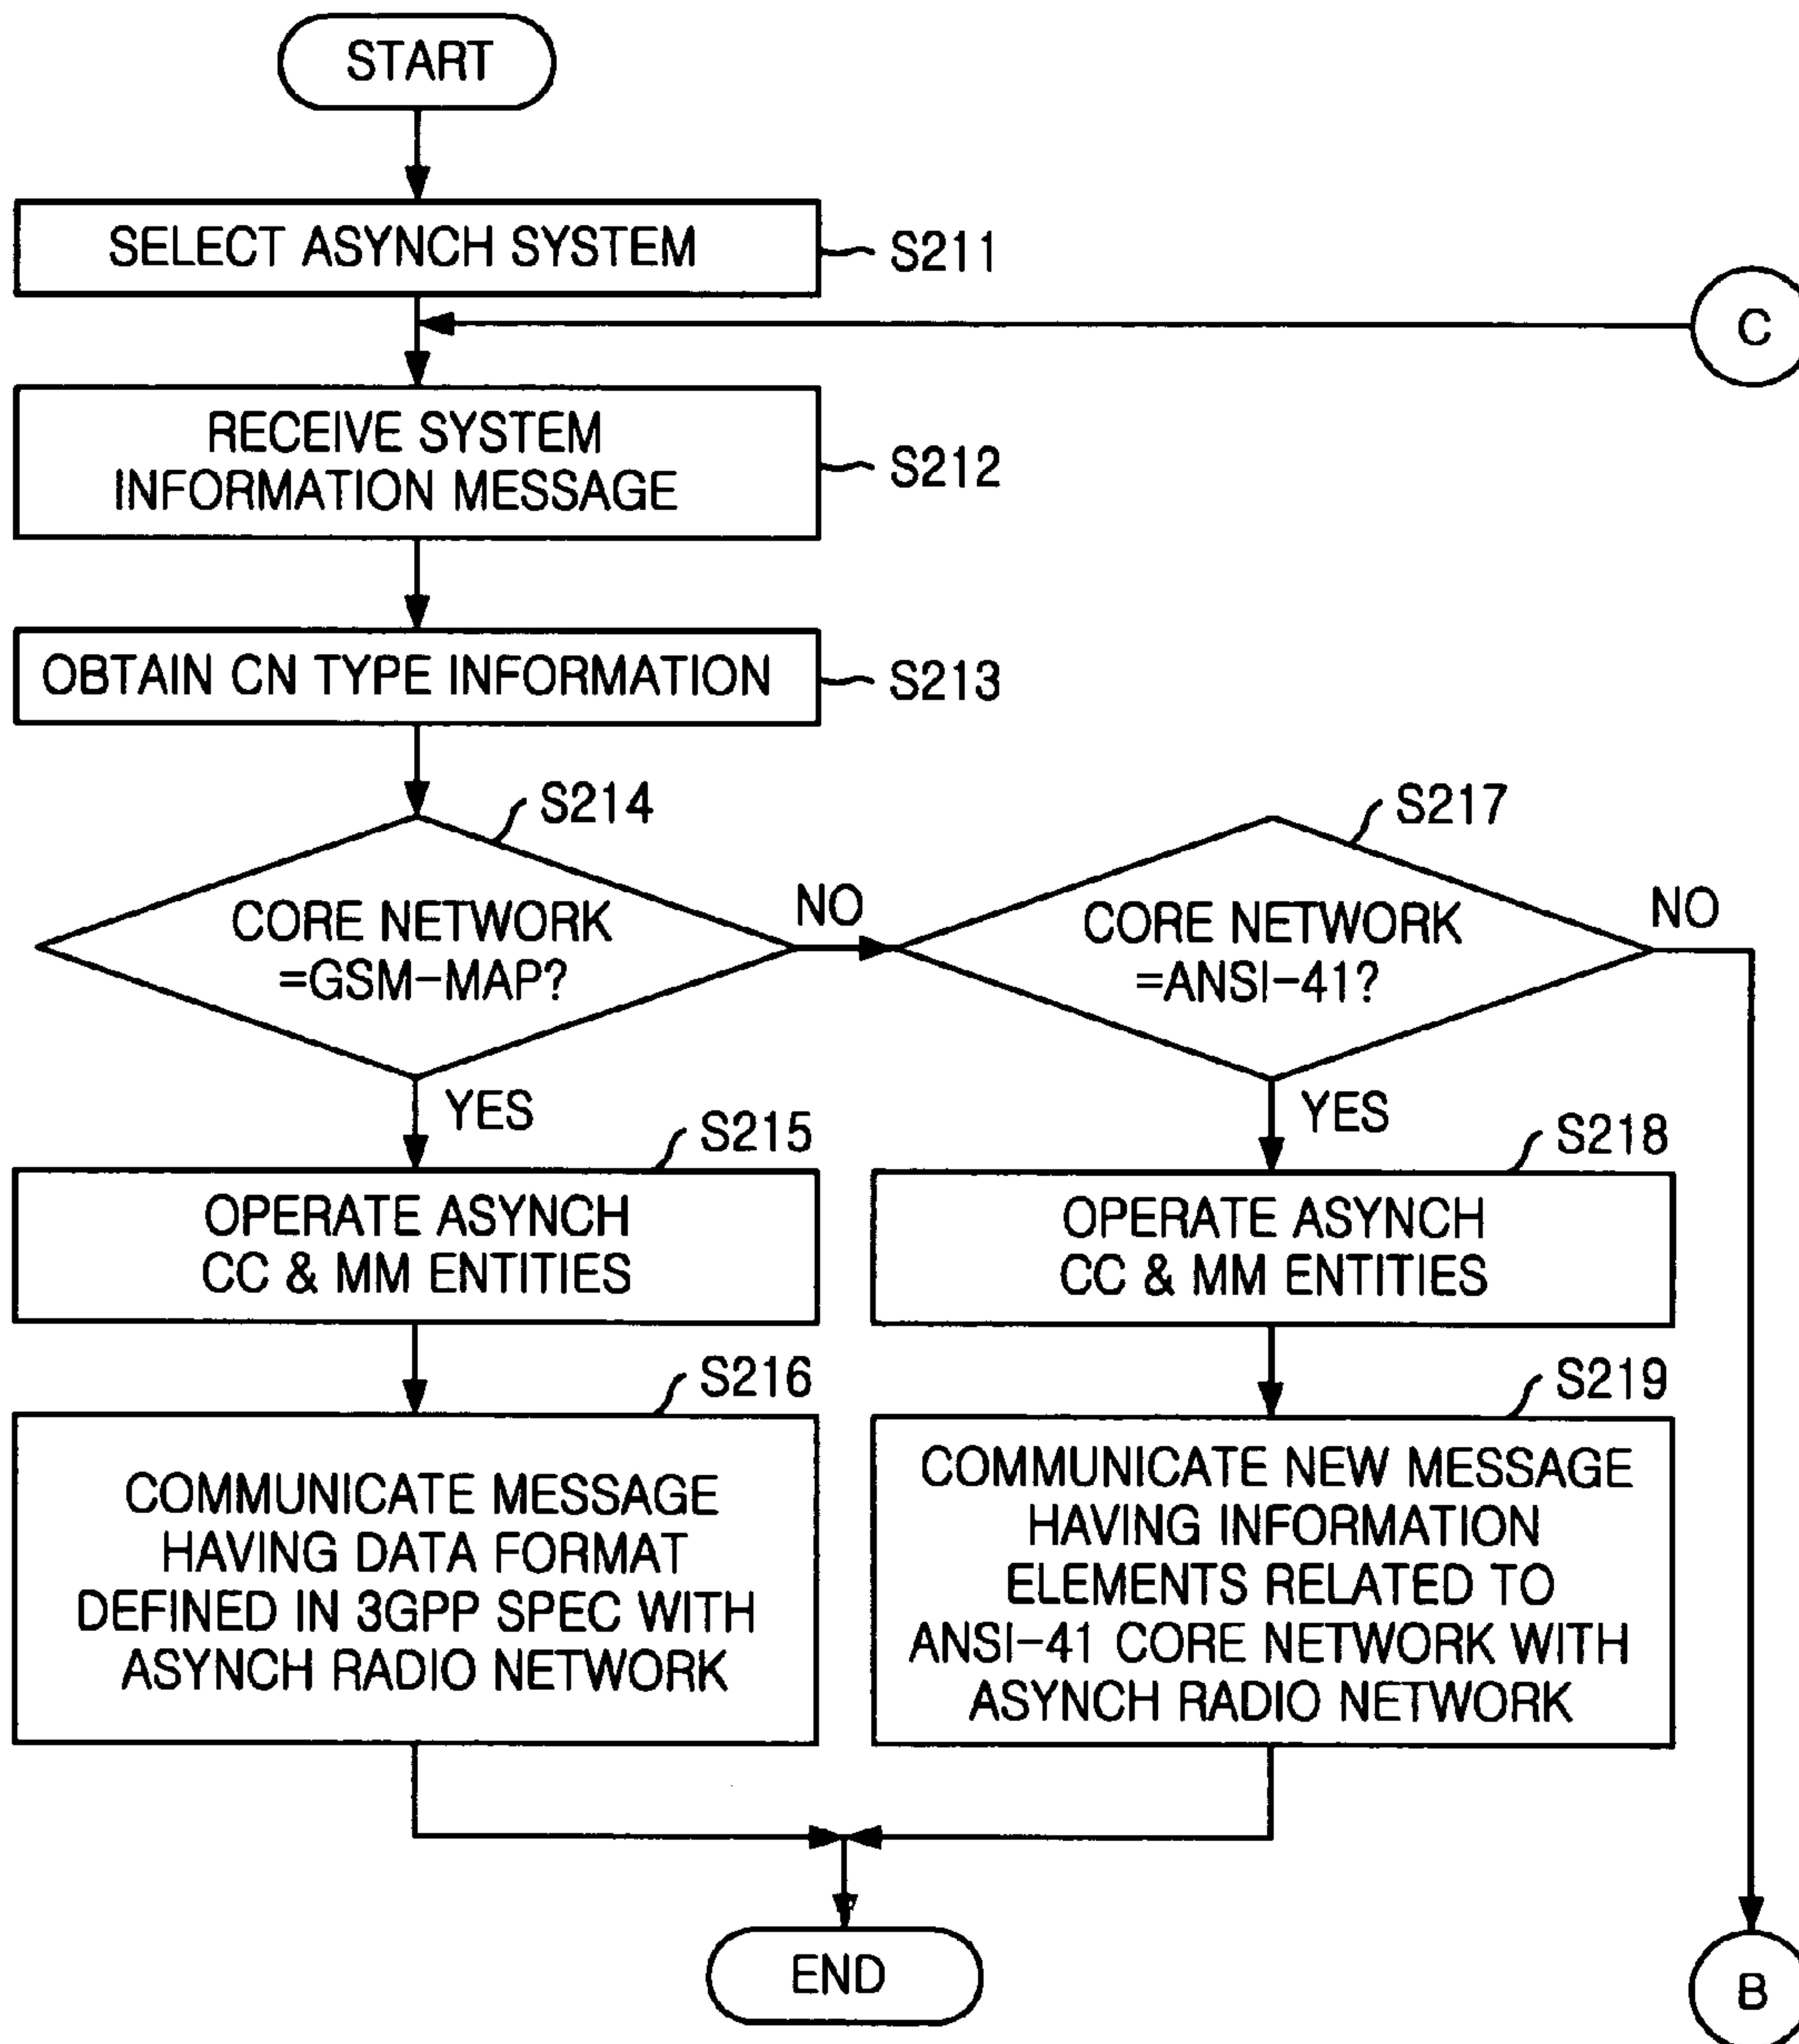 START
SELECT ASYNCH SYSTEM
S211
C
RECEIVE SYSTEM
INFORMATION MESSAGE
S212
OBTAIN CN TYPE INFORMATION
S213
S214
CORE NETWORK
=GSM-MAP?
NO
S217
CORE NETWORK
=ANSI-41?
NO
YES
S215
OPERATE ASYNCH
CC & MM ENTITIES
YES
S218
OPERATE ASYNCH
CC & MM ENTITIES
S216
COMMUNICATE MESSAGE
HAVING DATA FORMAT
DEFINED IN 3GPP SPEC WITH
ASYNCH RADIO NETWORK
S219
COMMUNICATE NEW MESSAGE
HAVING INFORMATION
ELEMENTS RELATED TO
ANSI-41 CORE NETWORK WITH
ASYNCH RADIO NETWORK
END
B